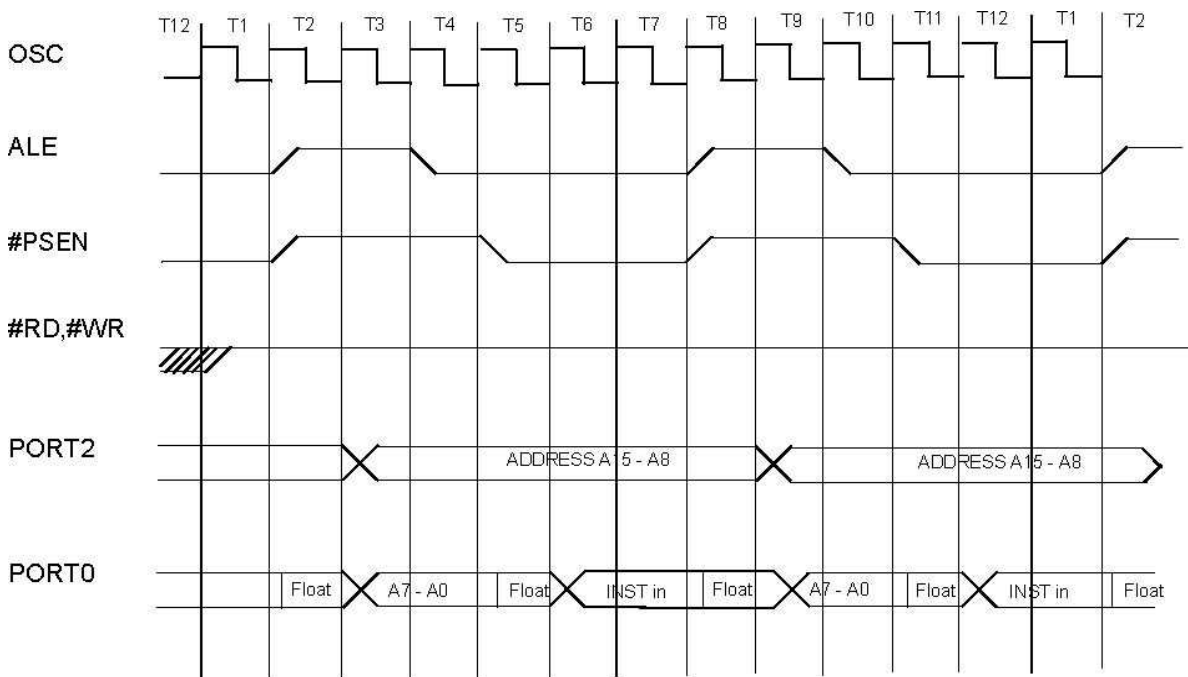 T12 T1 T2 T3 T4 T5 T6 T7 T8 T9 T10 T11 T12 T1 T2
OSC
ALE
#PSEN
#RD,#WR
PORT2 ADDRESS A15 - A8 ADDRESS A15 - A8
PORT0 Float A7 - A0 Float INST in Float A7 - A0 Float INST in Float